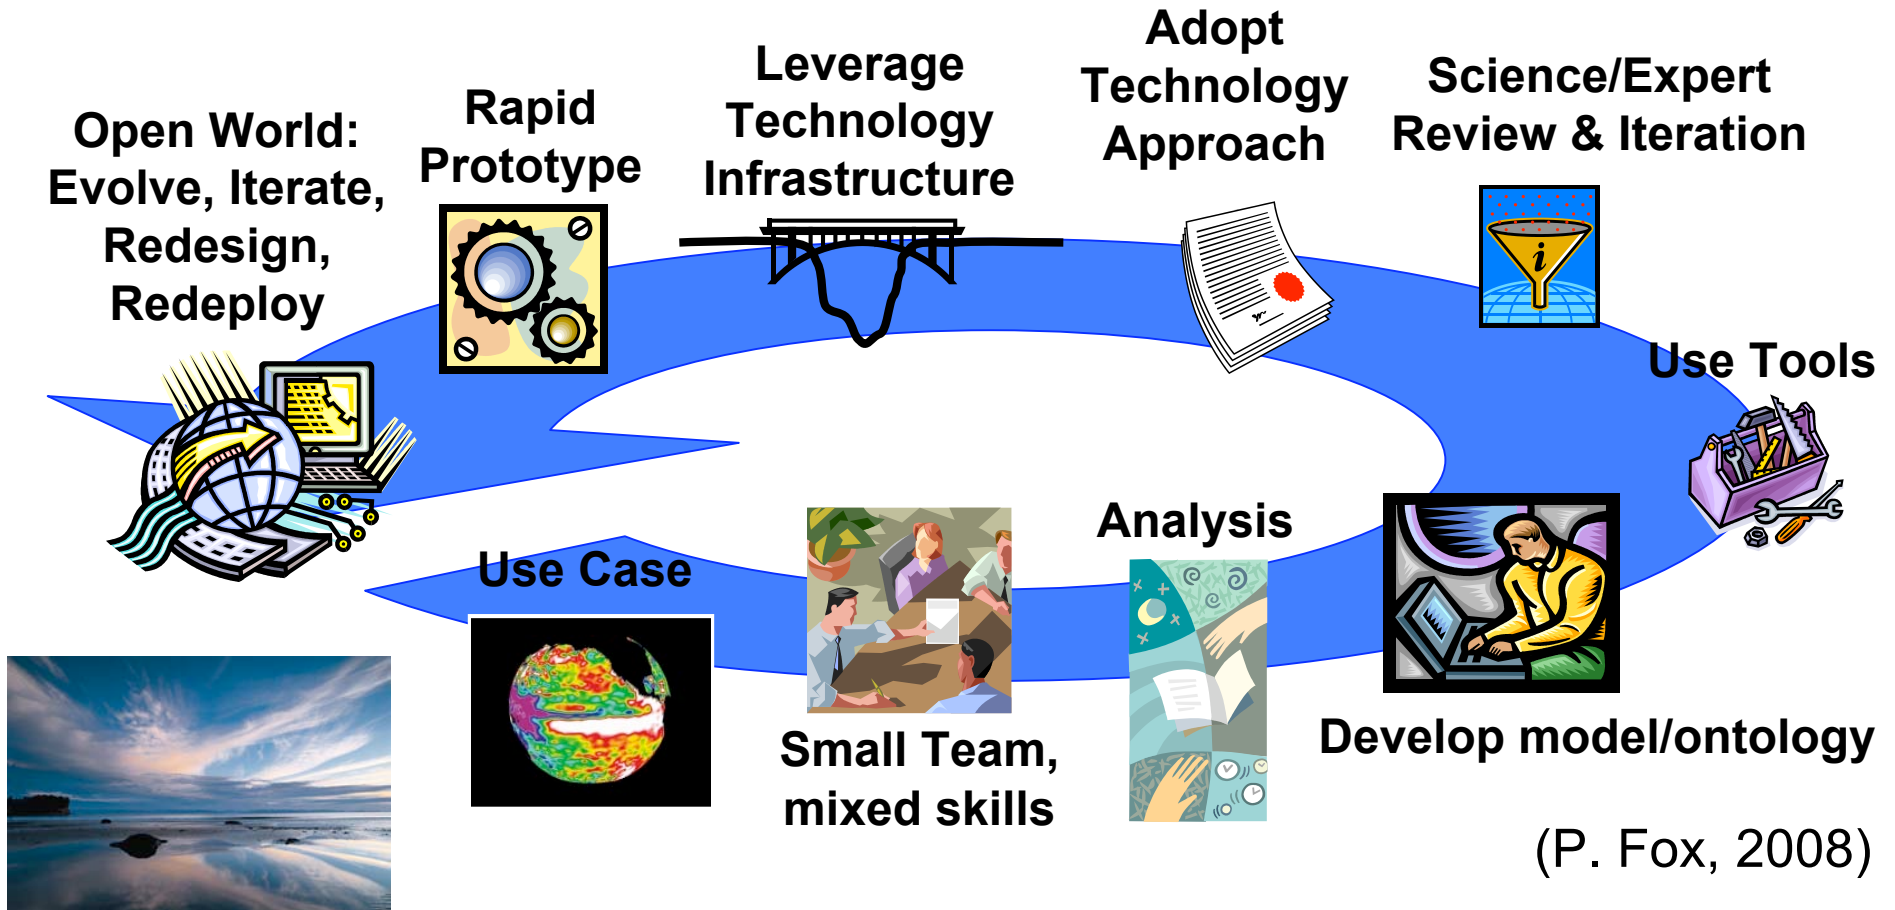 Open World:
Evolve, Iterate,
Redesign,
Redeploy
Rapid
Prototype
Leverage
Technology
Infrastructure
Adopt
Technology
Approach
Science/Expert
Review & Iteration
i
Use Tools
Use Case
Small Team,
mixed skills
Analysis
Develop model/ontology
(P. Fox, 2008)